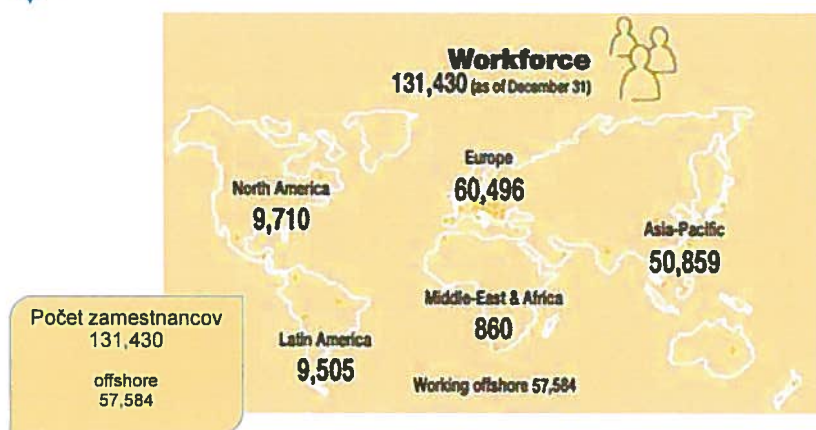 Workforce
131,430 (as of December 31)
Europe
60,496
North America
9,710
Asia-Pacific
50,859
Middle-East & Africa
860
Latin America
9,505
Working offshore 57,584
Počet zamestnancov
131,430
offshore
57,584